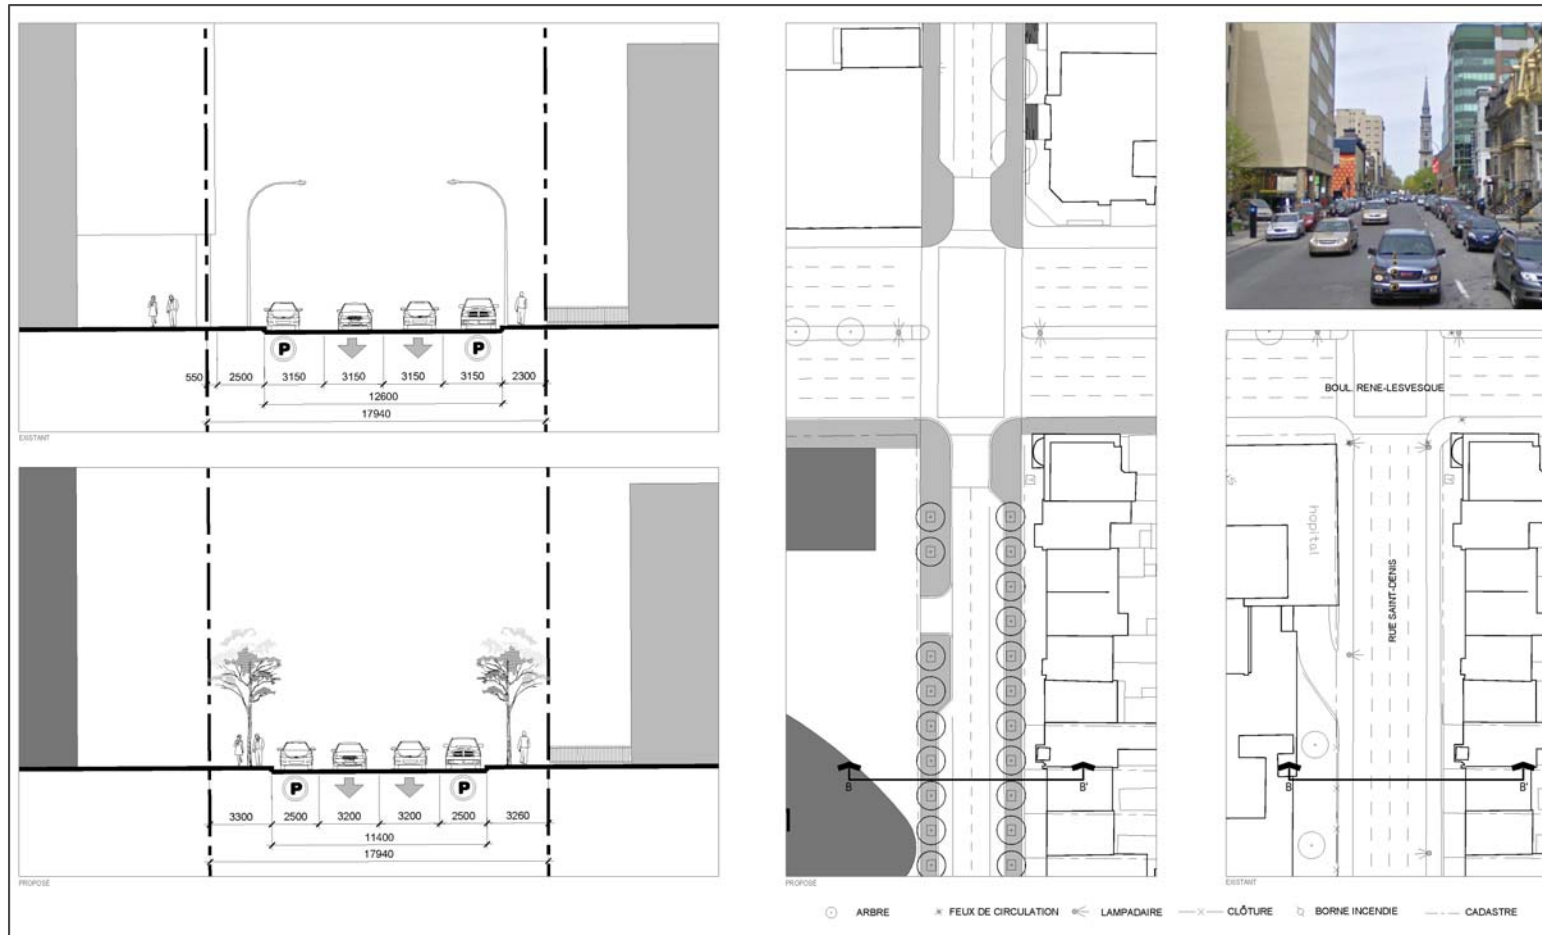 P
P
550 2500 3150 3150 3150 3150 2300
12600
17940
EXISTANT
P
P
3300 2500 3200 3200 2500 3260
11400
17940
PROPOSÉ
B B'
PROPOSÉ
BOUL. RENE-LESVESQUE
hopital
RUE SAINT-DENIS
B B'
EXISTANT
ARBRE FEUX DE CIRCULATION LAMPADAIRE CLÔTURE BORNE INCENDIE CADASTRE